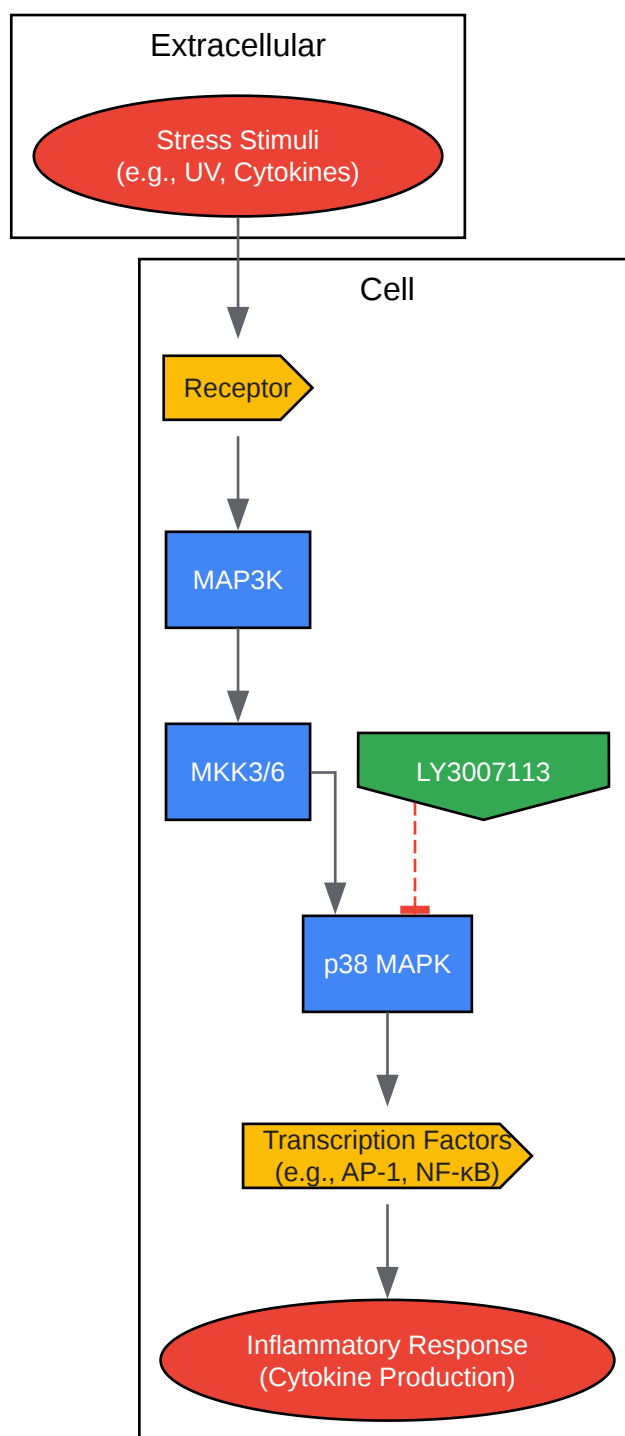 Extracellular
Stress Stimuli
(e.g., UV, Cytokines)
Cell
Receptor
MAP3K
MKK3/6
LY3007113
p38 MAPK
Transcription Factors
(e.g., AP-1, NF-κB)
Inflammatory Response
(Cytokine Production)